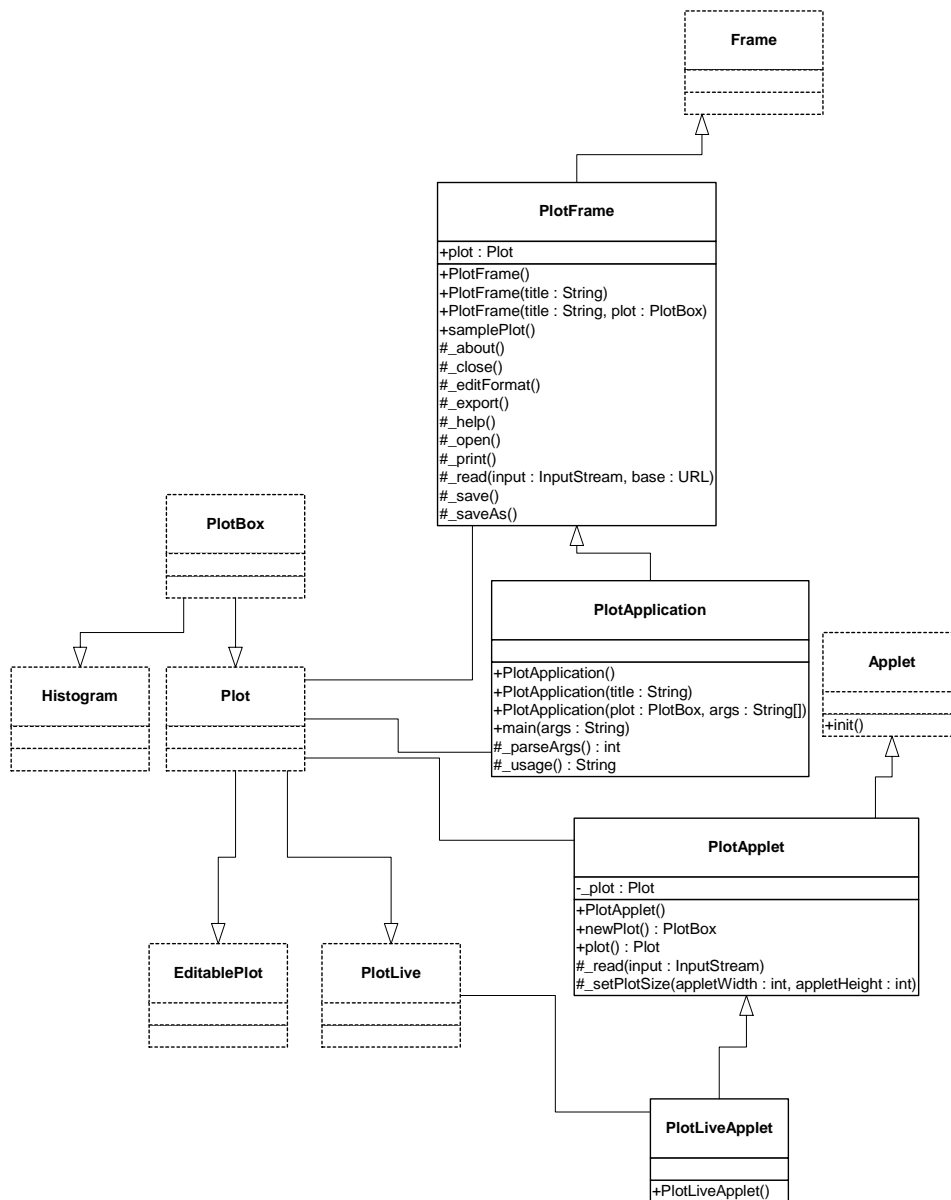 Frame
PlotFrame
+plot : Plot
+PlotFrame()
+PlotFrame(title : String)
+PlotFrame(title : String, plot : PlotBox)
+samplePlot()
#_about()
#_close()
#_editFormat()
#_export()
#_help()
#_open()
#_print()
#_read(input : InputStream, base : URL)
#_save()
#_saveAs()
PlotBox
PlotApplication
+PlotApplication()
+PlotApplication(title : String)
+PlotApplication(plot : PlotBox, args : String[])
+main(args : String)
#_parseArgs() : int
#_usage() : String
Applet
+init()
Histogram
Plot
PlotApplet
-_plot : Plot
+PlotApplet()
+newPlot() : PlotBox
+plot() : Plot
#_read(input : InputStream)
#_setPlotSize(appletWidth : int, appletHeight : int)
EditablePlot
PlotLive
PlotLiveApplet
+PlotLiveApplet()